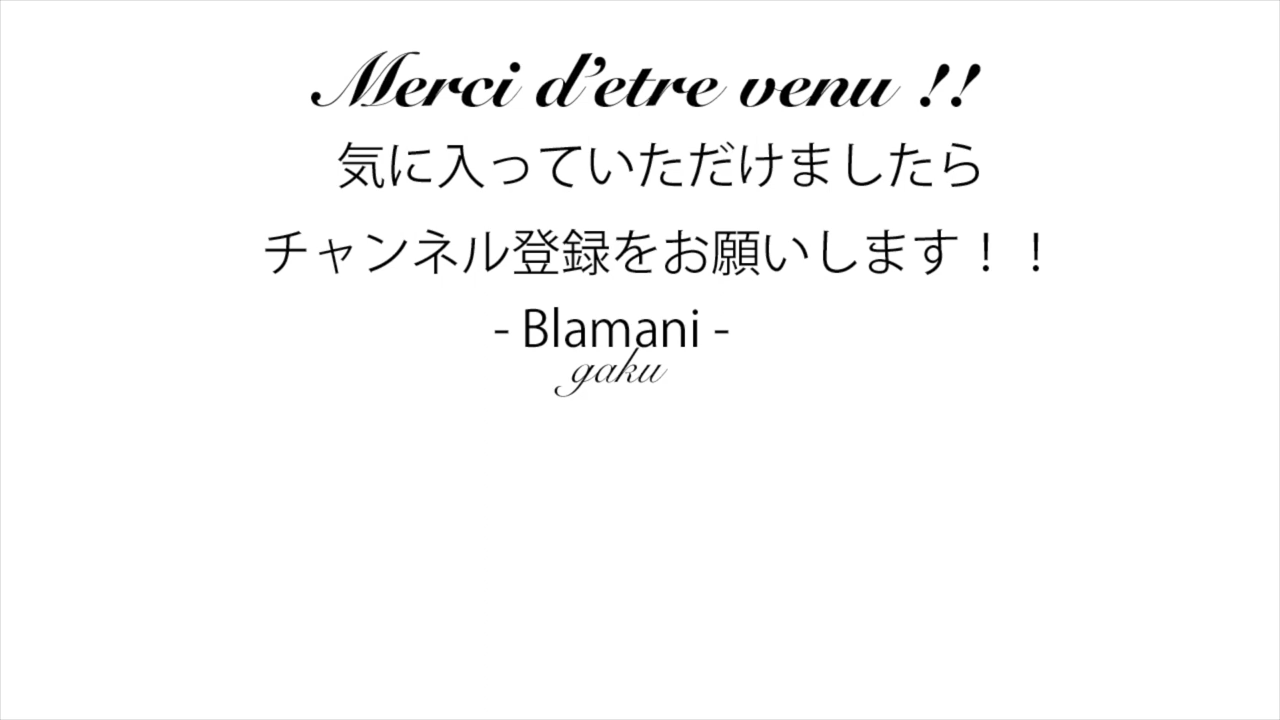 Merci d’etre venu !!
気に入っていただけましたら
チャンネル登録をお願いします！！
- Blamani -
gaku